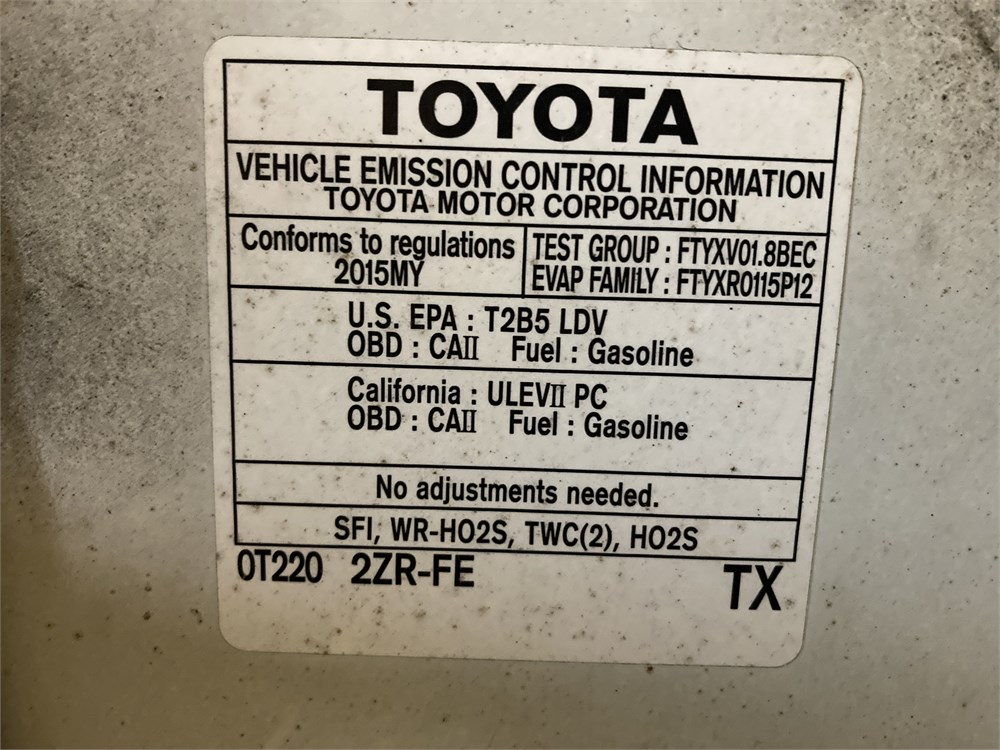 TOYOTA
VEHICLE EMISSION CONTROL INFORMATION
TOYOTA MOTOR CORPORATION
Conforms to regulations
2015MY
TEST GROUP : FTYXV01.8BEC
EVAP FAMILY : FTYXR0115P12
U.S. EPA : T2B5 LDV
OBD : CAII Fuel : Gasoline
California : ULEVII PC
OBD : CAII Fuel : Gasoline
No adjustments needed.
SFI, WR-HO2S, TWC(2), HO2S
0T220 2ZR-FE
TX